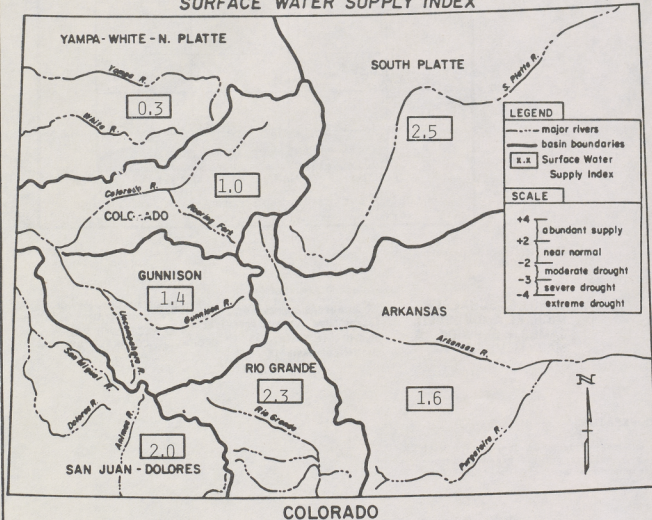 SURFACE WATER SUPPLY INDEX
YAMPA-WHITE-N. PLATTE
Yampa R.
0.3
White R.
SOUTH PLATTE
S. Platte R.
2.5
LEGEND
major rivers
basin boundaries
x.x Surface Water
Supply Index
SCALE
+4
abundant supply
+2
near normal
-2
moderate drought
-3
severe drought
-4
extreme drought
1.0
Colorado R.
Roaring Fork
COLORADO
GUNNISON
1.4
Gunnison R.
Uncompahgre R.
ARKANSAS
Arkansas R.
1.6
Purgatoire R.
N
RIO GRANDE
2.3
Rio Grande
San Miguel R.
Dolores R.
Animas R.
2.0
SAN JUAN - DOLORES
COLORADO